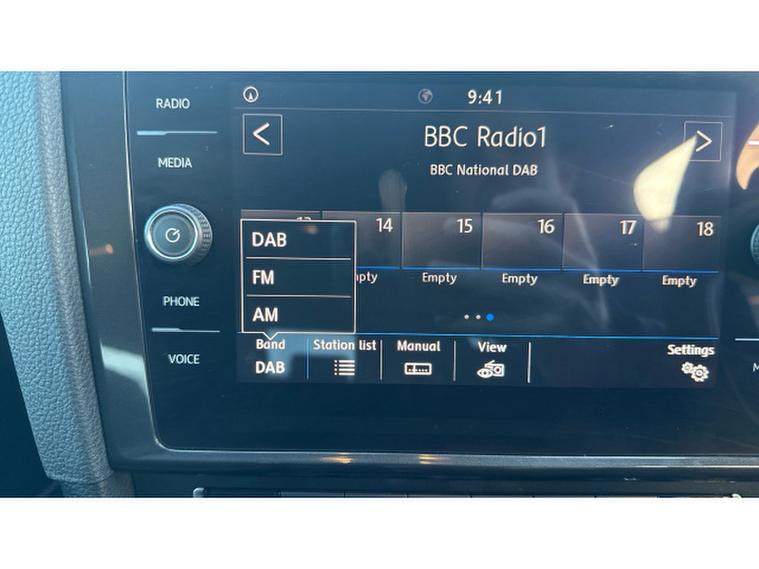 RADIO
MEDIA
PHONE
VOICE
9:41
BBC Radio1
BBC National DAB
14
15
16
17
18
Empty
Empty
Empty
Empty
DAB
FM
AM
Band
DAB
Station list
Manual
View
Settings